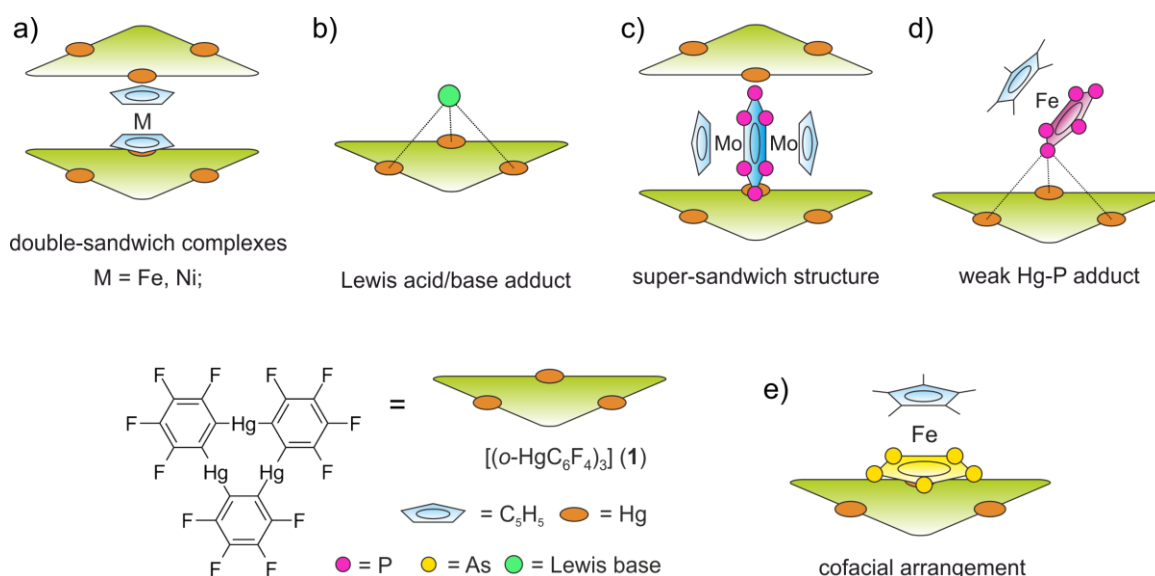 a)
b)
c)
d)
M
Mo Mo
Fe
double-sandwich complexes
M = Fe, Ni;
Lewis acid/base adduct
super-sandwich structure
weak Hg-P adduct
F F F F
F F
Hg
F F
Hg Hg
F F
F F
=
[(o-HgC₆F₄)₃] (1)
= C₅H₅ = Hg
= P = As = Lewis base
e)
Fe
cofacial arrangement